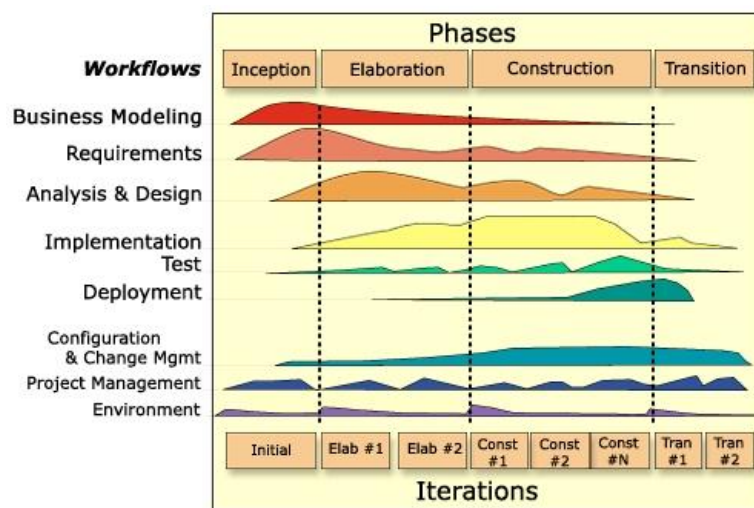 Phases
Workflows
Inception
Elaboration
Construction
Transition
Business Modeling
Requirements
Analysis & Design
Implementation
Test
Deployment
Configuration
& Change Mgmt
Project Management
Environment
Initial
Elab #1
Elab #2
Const
#1
Const
#2
Const
#N
Tran
#1
Tran
#2
Iterations